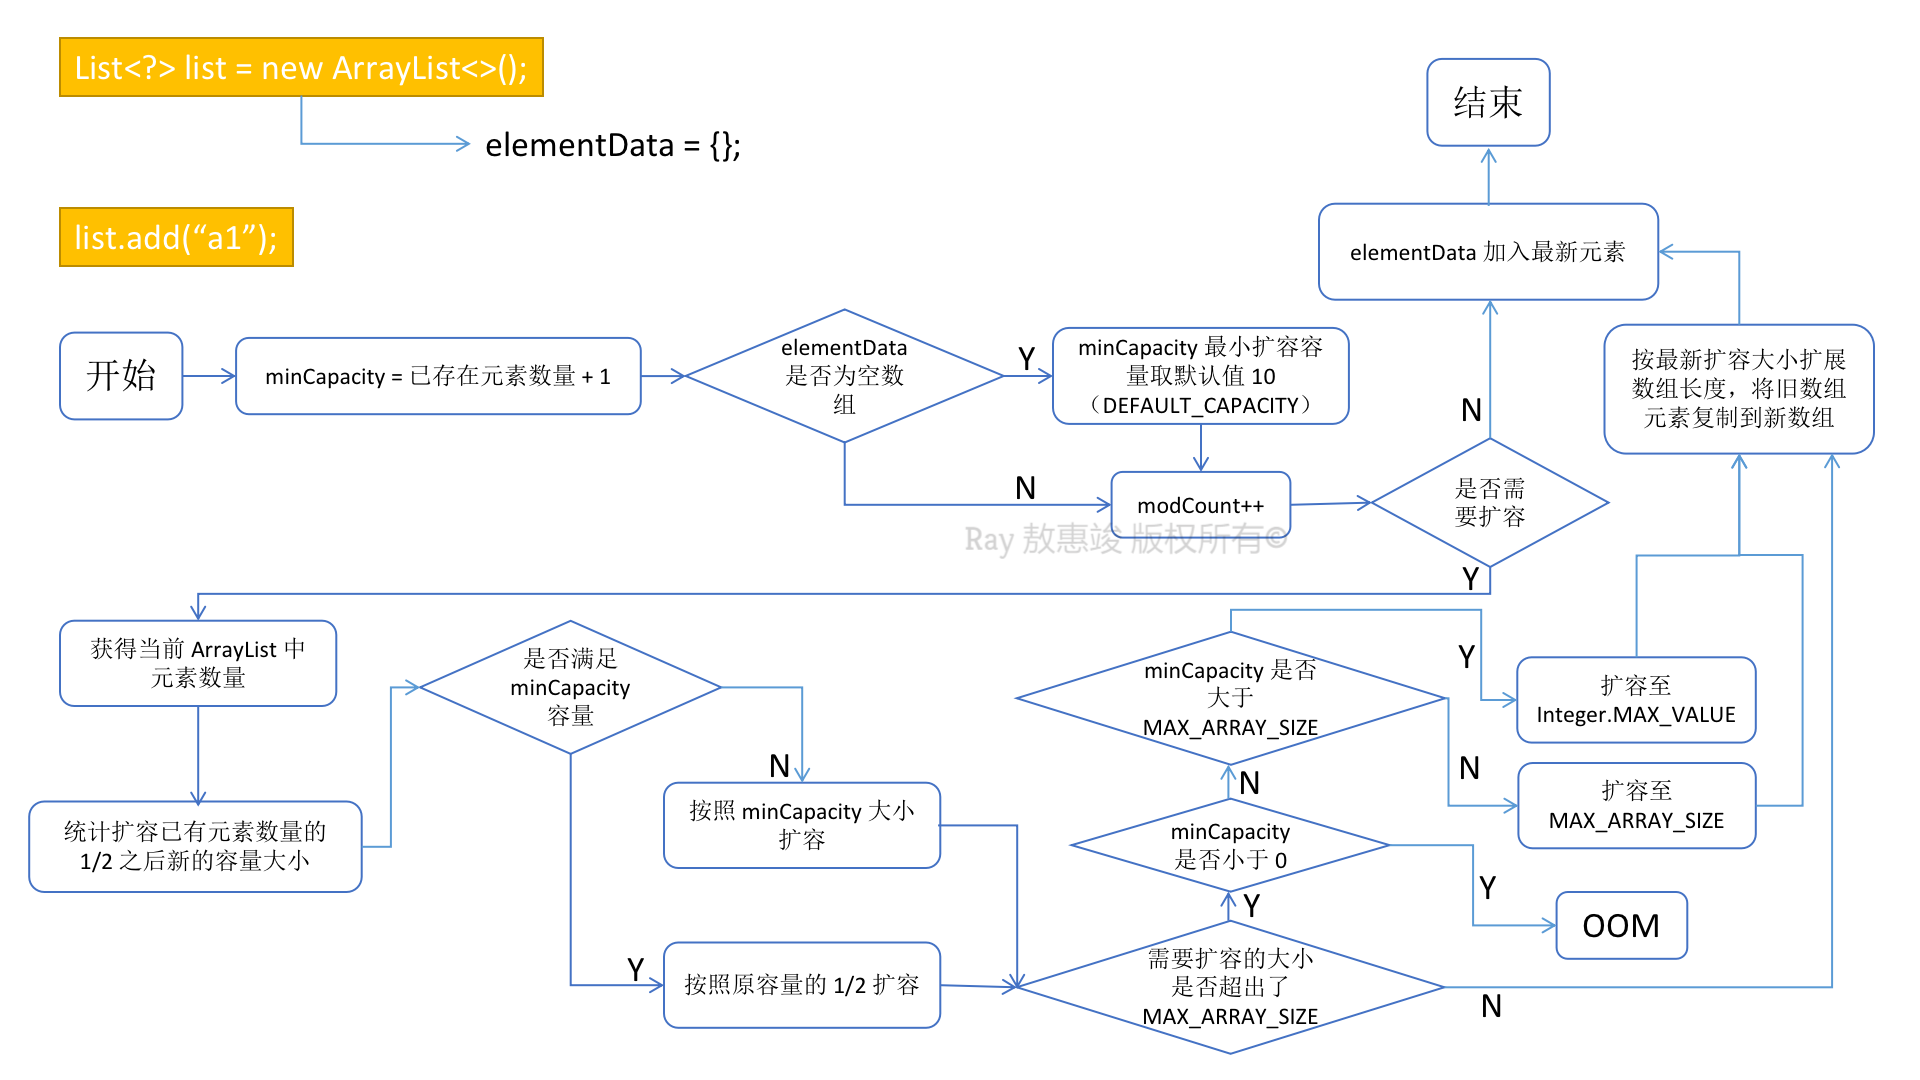 List<?> list = new ArrayList<>();
elementData = {};
list.add(“a1”);
开始
minCapacity = 已存在元素数量 + 1
elementData
是否为空数
组
Y
N
minCapacity 最小扩容容
量取默认值 10
（DEFAULT_CAPACITY）
modCount++
是否需
要扩容
N
Y
elementData 加入最新元素
结束
按最新扩容大小扩展
数组长度，将旧数组
元素复制到新数组
Ray 敖惠竣 版权所有©
获得当前 ArrayList 中
元素数量
统计扩容已有元素数量的
1/2 之后新的容量大小
是否满足
minCapacity
容量
N
Y
按照 minCapacity 大小
扩容
按照原容量的 1/2 扩容
需要扩容的大小
是否超出了
MAX_ARRAY_SIZE
Y
N
minCapacity
是否小于 0
N
Y
OOM
minCapacity 是否
大于
MAX_ARRAY_SIZE
Y
N
扩容至
Integer.MAX_VALUE
扩容至
MAX_ARRAY_SIZE